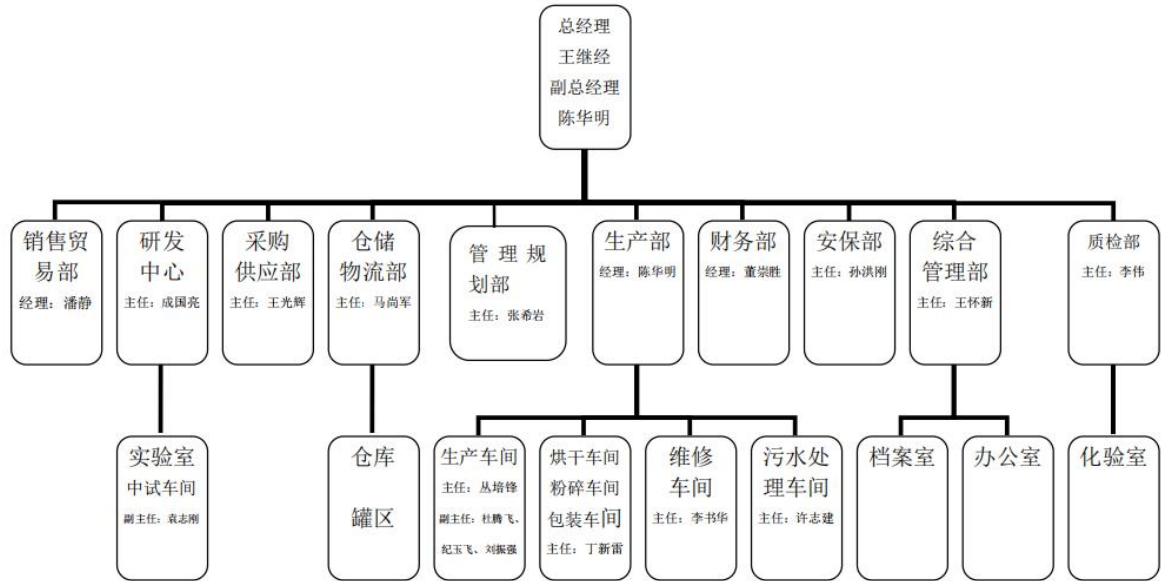 总经理
王继经
副总经理
陈华明
销售贸
易部
经理：潘静
研发
中心
主任：成国亮
采购
供应部
主任：王光辉
仓储
物流部
主任：马尚军
管理规
划部
主任：张希岩
生产部
经理：陈华明
财务部
经理：董崇胜
安保部
主任：孙洪刚
综合
管理部
主任：王怀新
质检部
主任：李伟
实验室
中试车间
副主任：袁志刚
仓库
罐区
生产车间
主任：丛培锋
副主任：杜腾飞、
纪玉飞、刘振强
烘干车间
粉碎车间
包装车间
主任：丁新雷
维修
车间
主任：李书华
污水处
理车间
主任：许志建
档案室
办公室
化验室